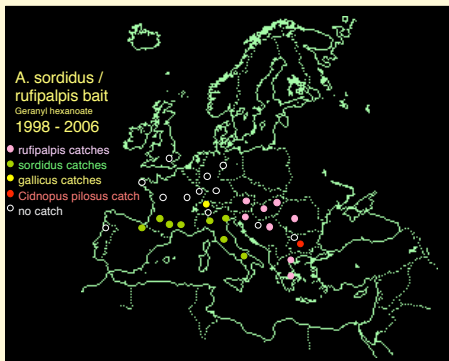 A. sordidus /
rufipalpis bait
Geranyl hexanoate
1998 - 2006
rufipalpis catches
sordidus catches
gallicus catches
Cidnopus pilosus catch
no catch